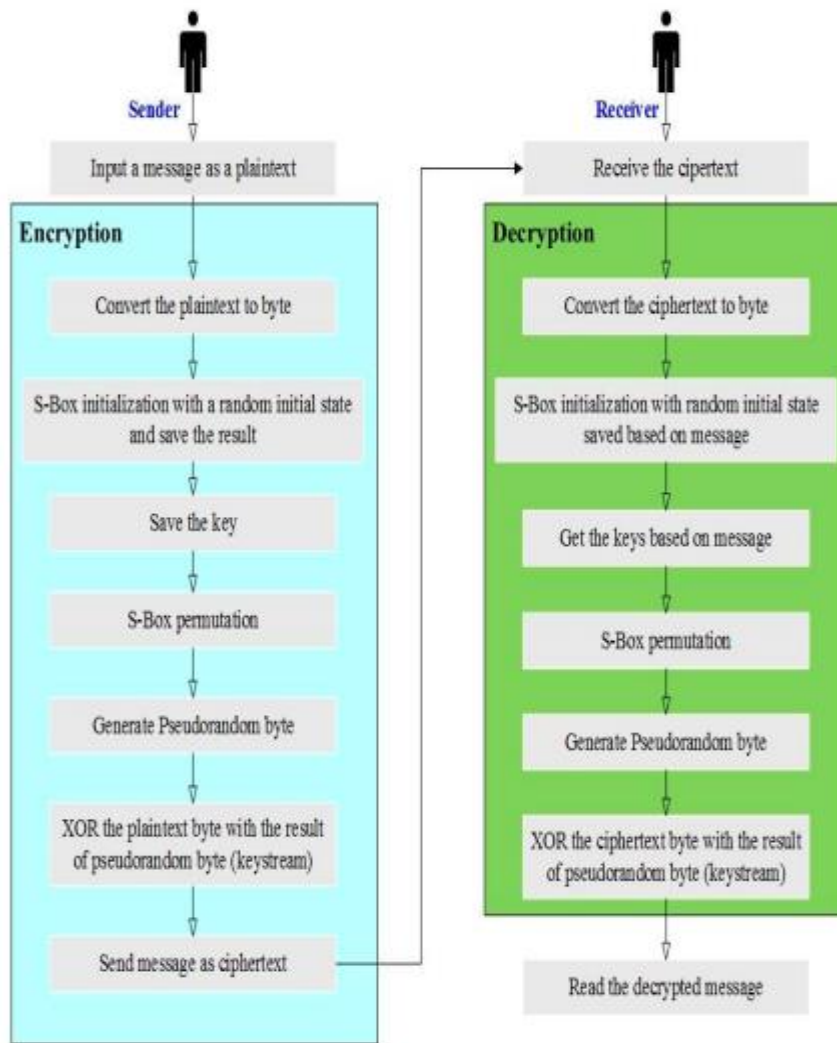 Sender
Input a message as a plaintext
Encryption
Convert the plaintext to byte
S-Box initialization with a random initial state
and save the result
Save the key
S-Box permutation
Generate Pseudorandom byte
XOR the plaintext byte with the result
of pseudorandom byte (keystream)
Send message as ciphertext
Receiver
Receive the cipertext
Decryption
Convert the ciphertext to byte
S-Box initialization with random initial state
saved based on message
Get the keys based on message
S-Box permutation
Generate Pseudorandom byte
XOR the ciphertext byte with the result
of pseudorandom byte (keystream)
Read the decrypted message